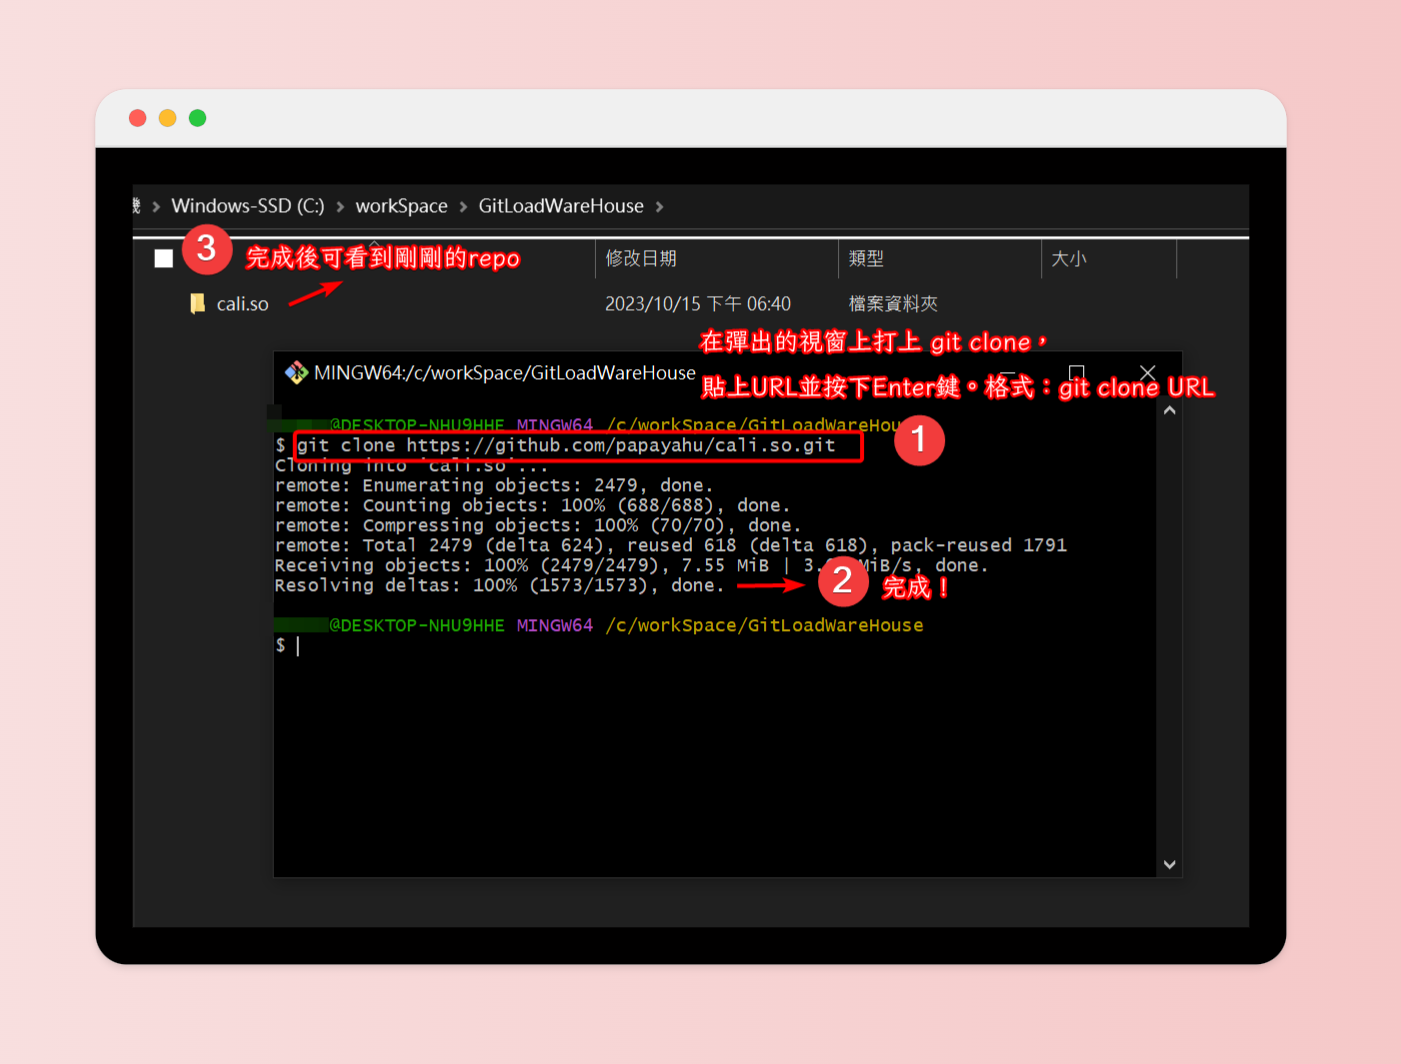 Windows-SSD (C:) > workSpace > GitLoadWareHouse >
3 完成後可看到剛剛的repo 修改日期 類型 大小
cali.so 2023/10/15 下午 06:40 檔案資料夾
在彈出的視窗上打上 git clone，
MINGW64:/c/workSpace/GitLoadWareHouse
貼上URL並按下Enter鍵。格式：git clone URL
@DESKTOP-NHU9HHE MINGW64 /c/workSpace/GitLoadWareHou
$ git clone https://github.com/papayahu/cali.so.git 1
Cloning into 'cali.so'...
remote: Enumerating objects: 2479, done.
remote: Counting objects: 100% (688/688), done.
remote: Compressing objects: 100% (70/70), done.
remote: Total 2479 (delta 624), reused 618 (delta 618), pack-reused 1791
Receiving objects: 100% (2479/2479), 7.55 MiB | 3. MiB/s, done.
Resolving deltas: 100% (1573/1573), done. 2 完成！
@DESKTOP-NHU9HHE MINGW64 /c/workSpace/GitLoadWareHouse
$